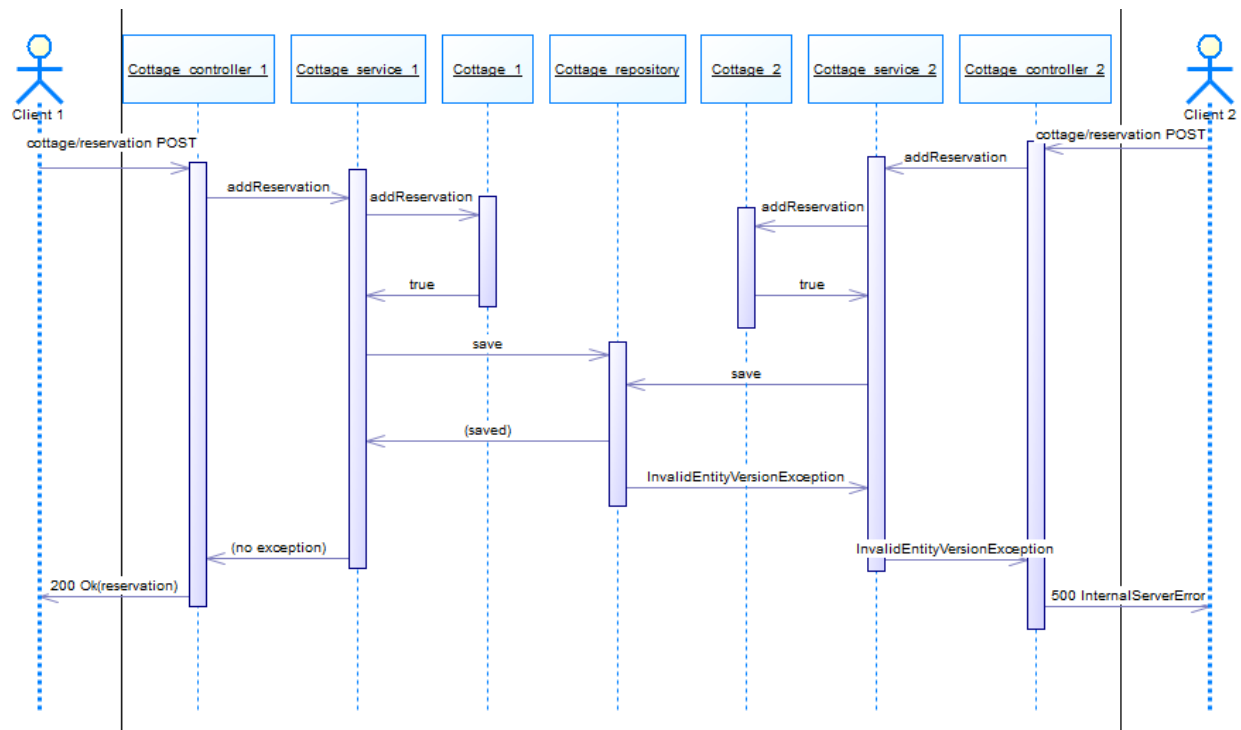 Cottage_controller_1
Cottage_service_1
Cottage_1
Cottage_repository
Cottage_2
Cottage_service_2
Cottage_controller_2
Client 1
Client 2
cottage/reservation POST
cottage/reservation POST
addReservation
addReservation
addReservation
addReservation
true
true
save
save
(saved)
InvalidEntityVersionException
(no exception)
InvalidEntityVersionException
200 Ok(reservation)
500 InternalServerError